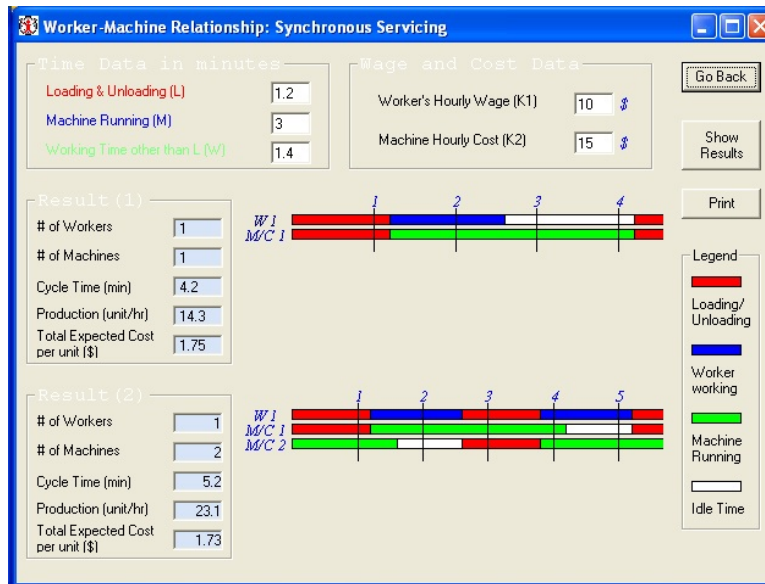 Worker-Machine Relationship: Synchronous Servicing
Time Data in minutes
Loading & Unloading (L) 1.2
Machine Running (M) 3
Working Time other than L (W) 1.4
Wage and Cost Data
Worker's Hourly Wage (K1) 10 $
Machine Hourly Cost (K2) 15 $
Go Back
Show
Results
Print
Result (1)
# of Workers 1
# of Machines 1
Cycle Time (min) 4.2
Production (unit/hr) 14.3
Total Expected Cost
per unit ($) 1.75
1 2 3 4
W 1
M/C 1
Result (2)
# of Workers 1
# of Machines 2
Cycle Time (min) 5.2
Production (unit/hr) 23.1
Total Expected Cost
per unit ($) 1.73
1 2 3 4 5
W 1
M/C 1
M/C 2
Legend
Loading/
Unloading
Worker
working
Machine
Running
Idle Time